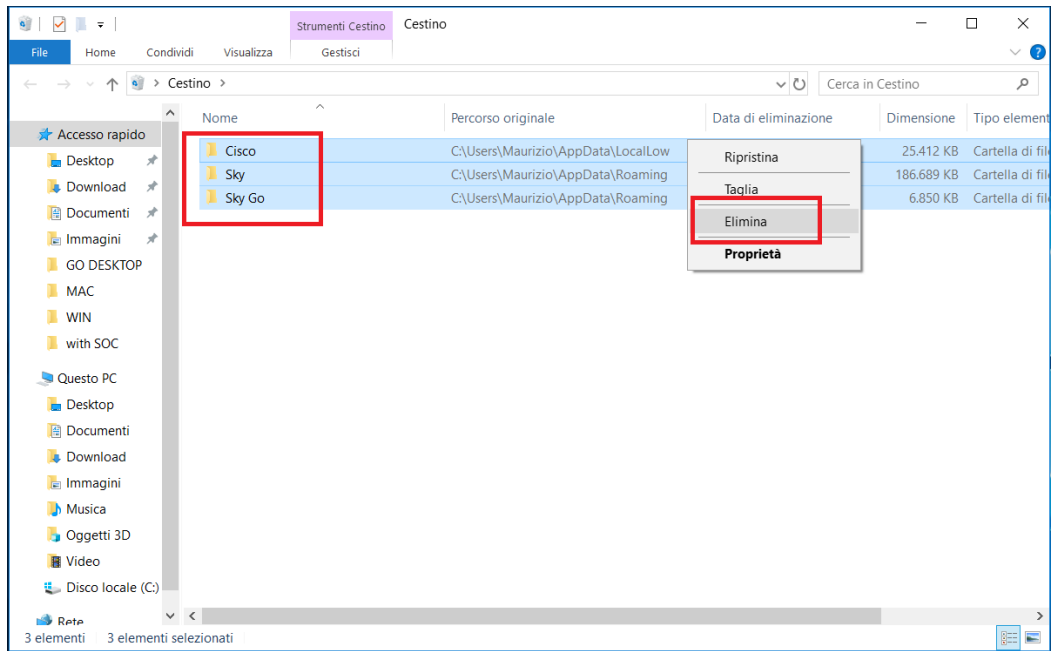 Strumenti Cestino Cestino
File Home Condividi Visualizza Gestisci
Cestino Cerca in Cestino
Nome Percorso originale Data di eliminazione Dimensione Tipo element
Accesso rapido
Desktop
Download
Documenti
Immagini
GO DESKTOP
MAC
WIN
with SOC
Questo PC
Desktop
Documenti
Download
Immagini
Musica
Oggetti 3D
Video
Disco locale (C:)
Rete
Cisco C:\Users\Maurizio\AppData\LocalLow 25.412 KB Cartella di file
Sky C:\Users\Maurizio\AppData\Roaming 186.689 KB Cartella di file
Sky Go C:\Users\Maurizio\AppData\Roaming 6.850 KB Cartella di file
Ripristina
Taglia
Elimina
Proprietà
3 elementi 3 elementi selezionati